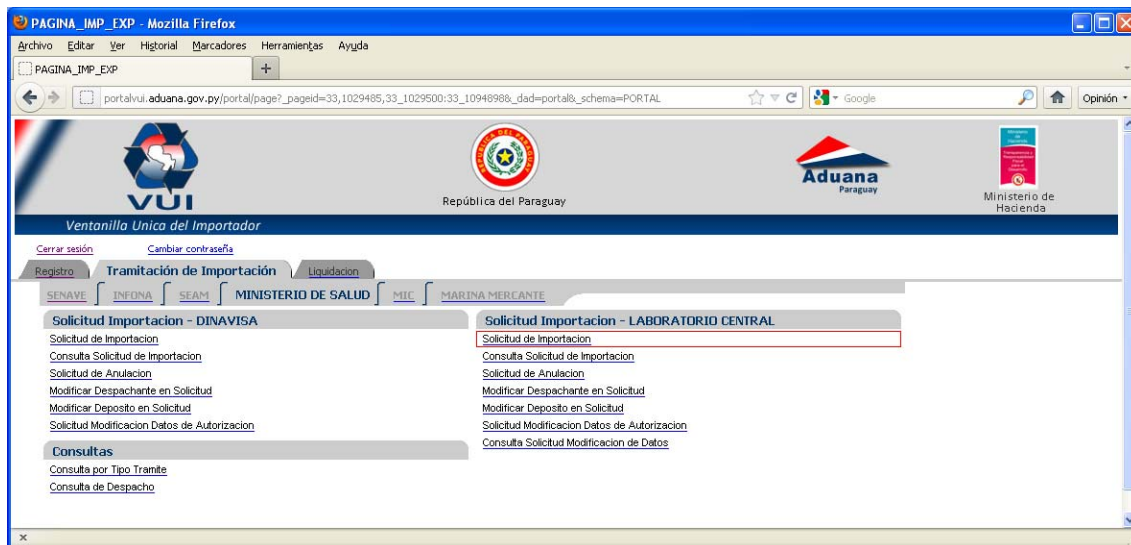 PAGINA_IMP_EXP - Mozilla Firefox
Archivo Editar Ver Historial Marcadores Herramientas Ayuda
PAGINA_IMP_EXP
portalvui.aduana.gov.py/portal/page?_pageid=33,1029485,33_1029500:33_1094898&_dad=portal&_schema=PORTAL
Google
Opinión
VUI
República del Paraguay
Aduana
Paraguay
Ministerio de
Hacienda
Ventanilla Unica del Importador
Cerrar sesión Cambiar contraseña
Registro Tramitación de Importación Liquidacion
SENAVE INFONA SEAM MINISTERIO DE SALUD MIC MARINA MERCANTE
Solicitud Importacion - DINAVISA
Solicitud de Importacion
Consulta Solicitud de Importacion
Solicitud de Anulacion
Modificar Despachante en Solicitud
Modificar Deposito en Solicitud
Solicitud Modificacion Datos de Autorizacion
Consultas
Consulta por Tipo Tramite
Consulta de Despacho
Solicitud Importacion - LABORATORIO CENTRAL
Solicitud de Importacion
Consulta Solicitud de Importacion
Solicitud de Anulacion
Modificar Despachante en Solicitud
Modificar Deposito en Solicitud
Solicitud Modificacion Datos de Autorizacion
Consulta Solicitud Modificacion de Datos